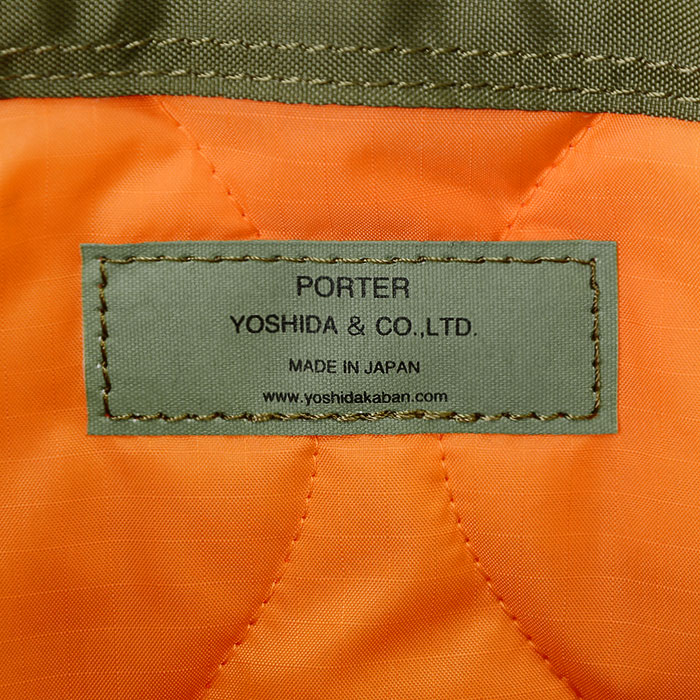 PORTER
YOSHIDA & CO.,LTD.
MADE IN JAPAN
www.yoshidakaban.com